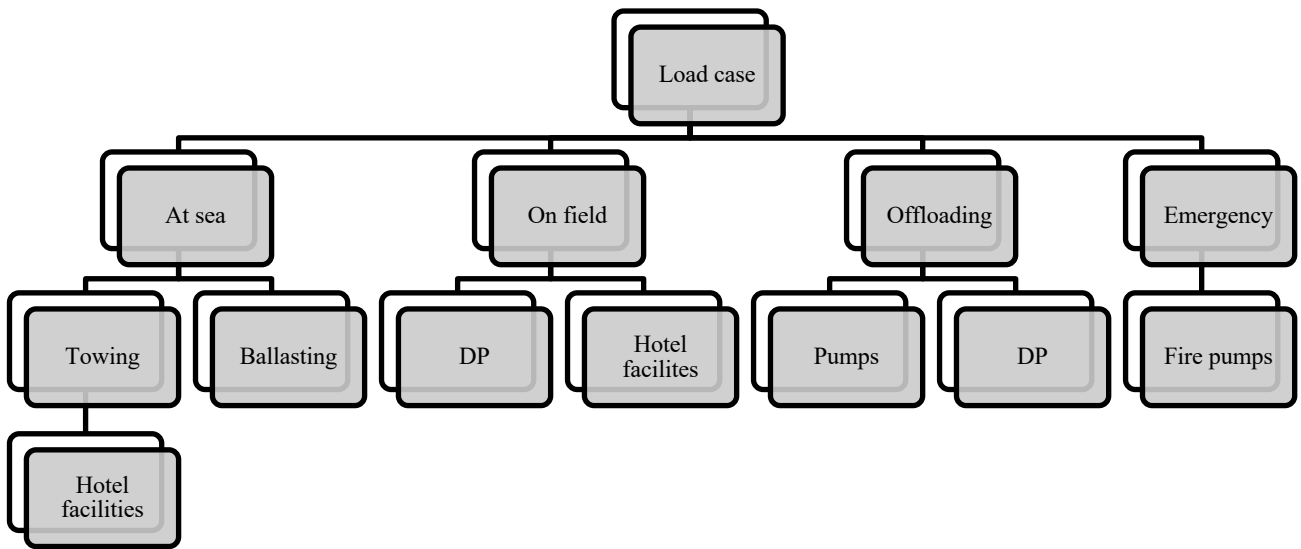 Load case
At sea
On field
Offloading
Emergency
Towing
Ballasting
DP
Hotel
facilites
Pumps
DP
Fire pumps
Hotel
facilities